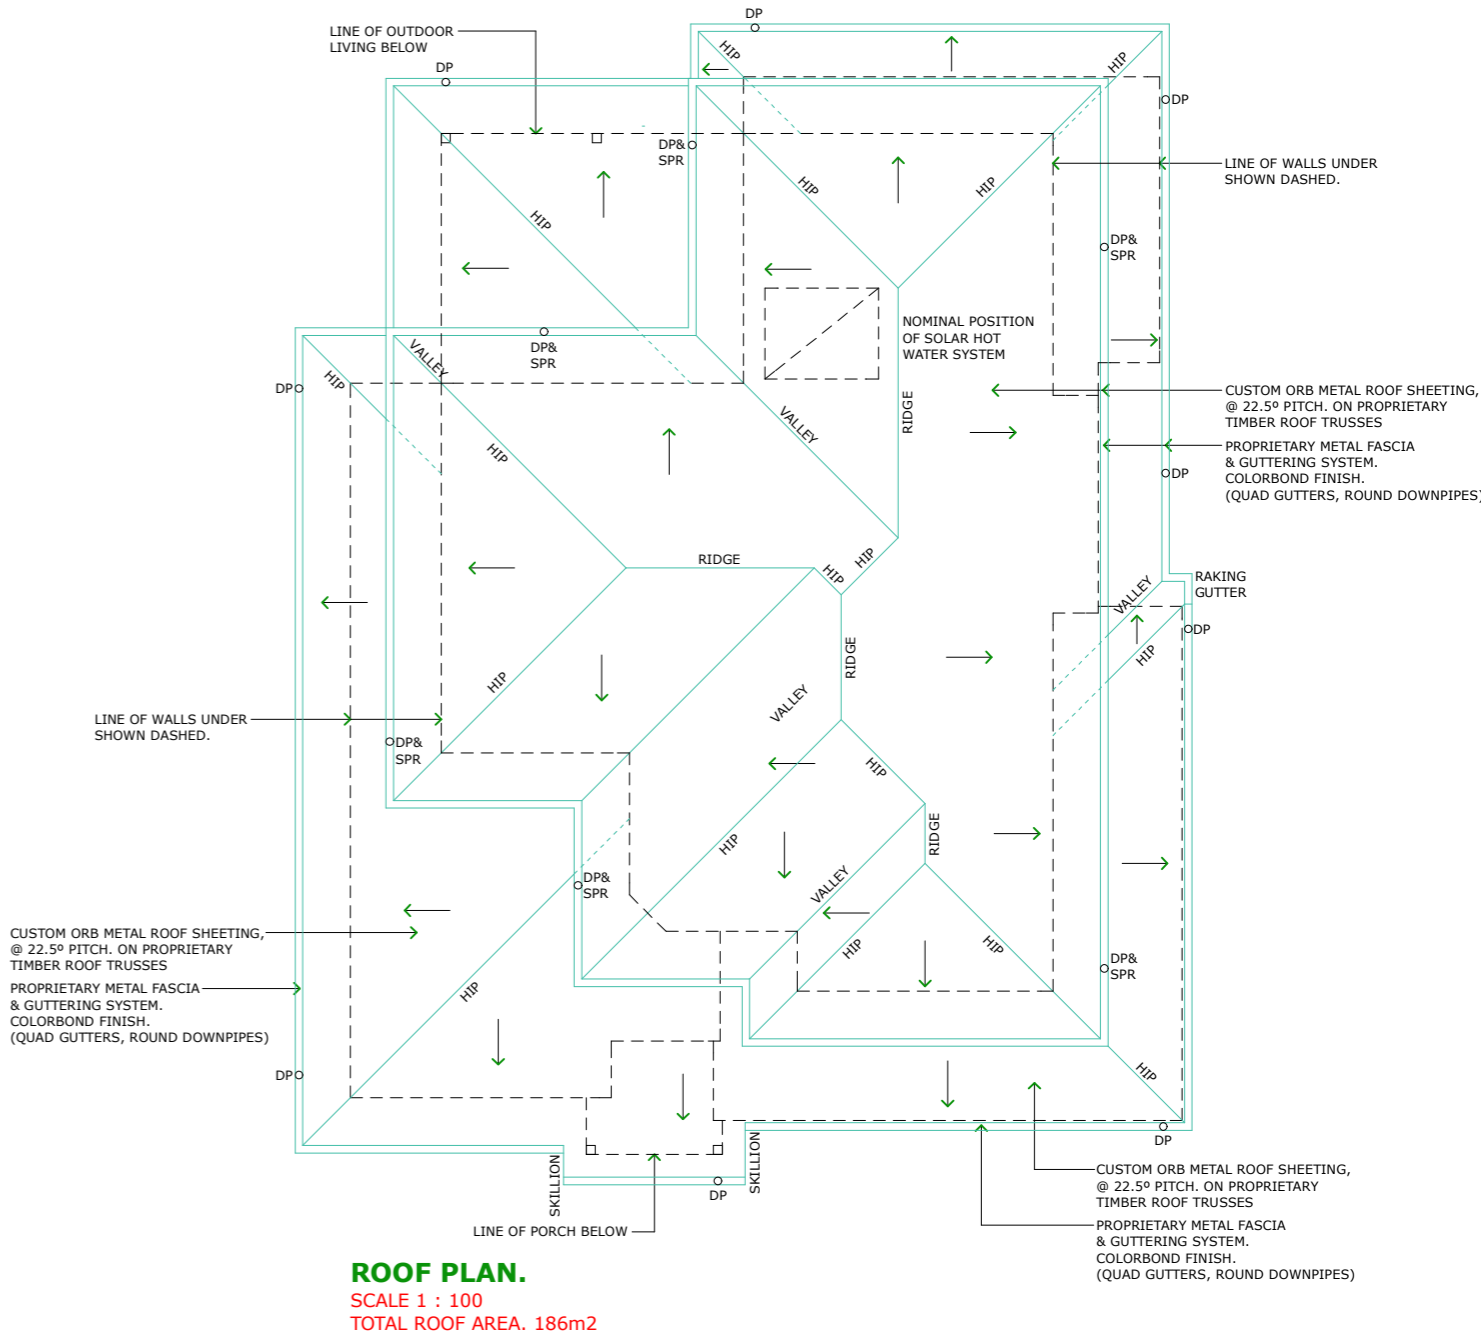 DP
LINE OF OUTDOOR
LIVING BELOW
HIP
HIP
DP
DP
DP&
SPR
LINE OF WALLS UNDER
SHOWN DASHED.
HIP
HIP
HIP
DP&
SPR
NOMINAL POSITION
OF SOLAR HOT
WATER SYSTEM
DP&
SPR
VALLEY
HIP
DP
CUSTOM ORB METAL ROOF SHEETING,
@ 22.5º PITCH. ON PROPRIETARY
TIMBER ROOF TRUSSES
RIDGE
VALLEY
HIP
PROPRIETARY METAL FASCIA
& GUTTERING SYSTEM.
COLORBOND FINISH.
(QUAD GUTTERS, ROUND DOWNPIPES)
DP
RIDGE
HIP
HIP
RAKING
GUTTER
VALLEY
DP
RIDGE
HIP
HIP
VALLEY
LINE OF WALLS UNDER
SHOWN DASHED.
DP&
SPR
HIP
RIDGE
HIP
DP&
SPR
VALLEY
CUSTOM ORB METAL ROOF SHEETING,
@ 22.5º PITCH. ON PROPRIETARY
TIMBER ROOF TRUSSES
HIP
HIP
DP&
SPR
PROPRIETARY METAL FASCIA
& GUTTERING SYSTEM.
COLORBOND FINISH.
(QUAD GUTTERS, ROUND DOWNPIPES)
HIP
DP
HIP
DP
SKILLION
SKILLION
DP
CUSTOM ORB METAL ROOF SHEETING,
@ 22.5º PITCH. ON PROPRIETARY
TIMBER ROOF TRUSSES
LINE OF PORCH BELOW
PROPRIETARY METAL FASCIA
& GUTTERING SYSTEM.
COLORBOND FINISH.
(QUAD GUTTERS, ROUND DOWNPIPES)
ROOF PLAN.
SCALE 1 : 100
TOTAL ROOF AREA. 186m2